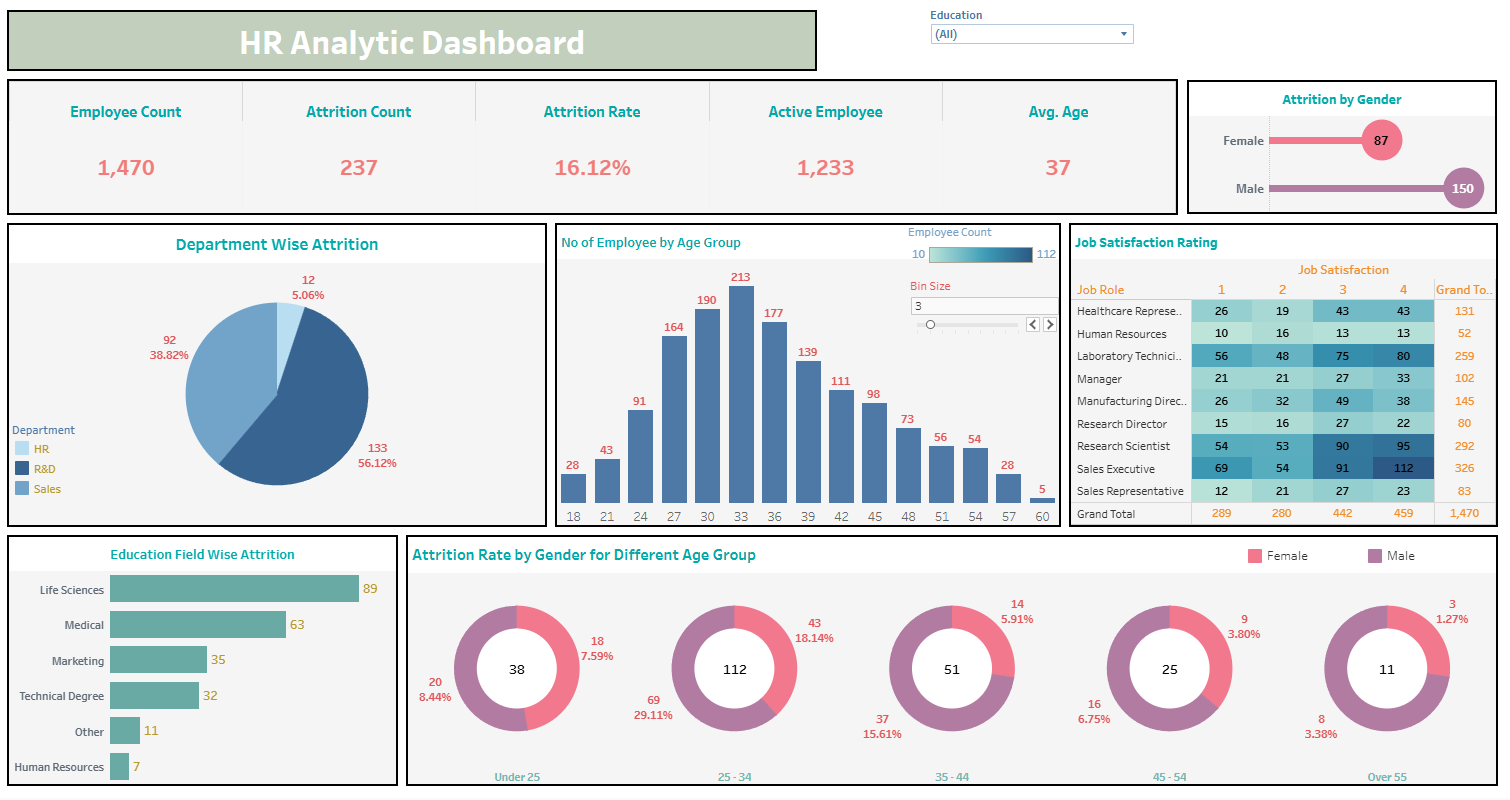 HR Analytic Dashboard
Education
(All)
Employee Count
Attrition Count
Attrition Rate
Active Employee
Avg. Age
1,470
237
16.12%
1,233
37
Attrition by Gender
Female
87
Male
150
Department Wise Attrition
12
5.06%
92
38.82%
133
56.12%
Department
HR
R&D
Sales
No of Employee by Age Group
Employee Count
10
112
Bin Size
3
28
43
91
164
190
213
177
139
111
98
73
56
54
28
5
18 21 24 27 30 33 36 39 42 45 48 51 54 57 60
Job Satisfaction Rating
Job Satisfaction
Job Role 1 2 3 4 Grand To..
Healthcare Represe.. 26 19 43 43 131
Human Resources 10 16 13 13 52
Laboratory Technici.. 56 48 75 80 259
Manager 21 21 27 33 102
Manufacturing Direc.. 26 32 49 38 145
Research Director 15 16 27 22 80
Research Scientist 54 53 90 95 292
Sales Executive 69 54 91 112 326
Sales Representative 12 21 27 23 83
Grand Total 289 280 442 459 1,470
Education Field Wise Attrition
Life Sciences 89
Medical 63
Marketing 35
Technical Degree 32
Other 11
Human Resources 7
Attrition Rate by Gender for Different Age Group
Female
Male
18
7.59%
38
20
8.44%
Under 25
43
18.14%
112
69
29.11%
25 - 34
14
5.91%
51
37
15.61%
35 - 44
9
3.80%
25
16
6.75%
45 - 54
3
1.27%
11
8
3.38%
Over 55